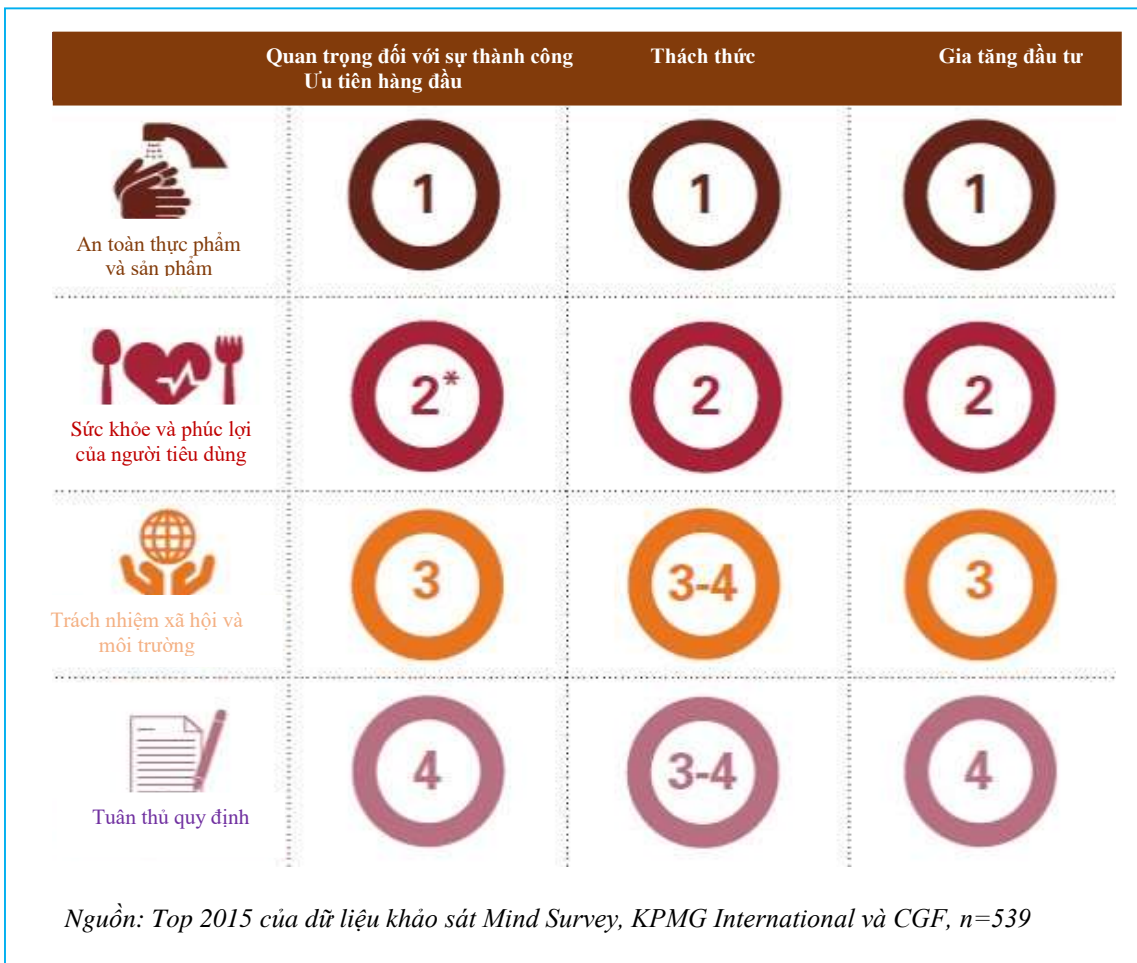 Quan trọng đối với sự thành công
Ưu tiên hàng đầu
Thách thức
Gia tăng đầu tư
1
1
1
An toàn thực phẩm
và sản phẩm
2*
2
2
Sức khỏe và phúc lợi
của người tiêu dùng
3
3-4
3
Trách nhiệm xã hội và
môi trường
4
3-4
4
Tuân thủ quy định
Nguồn: Top 2015 của dữ liệu khảo sát Mind Survey, KPMG International và CGF, n=539